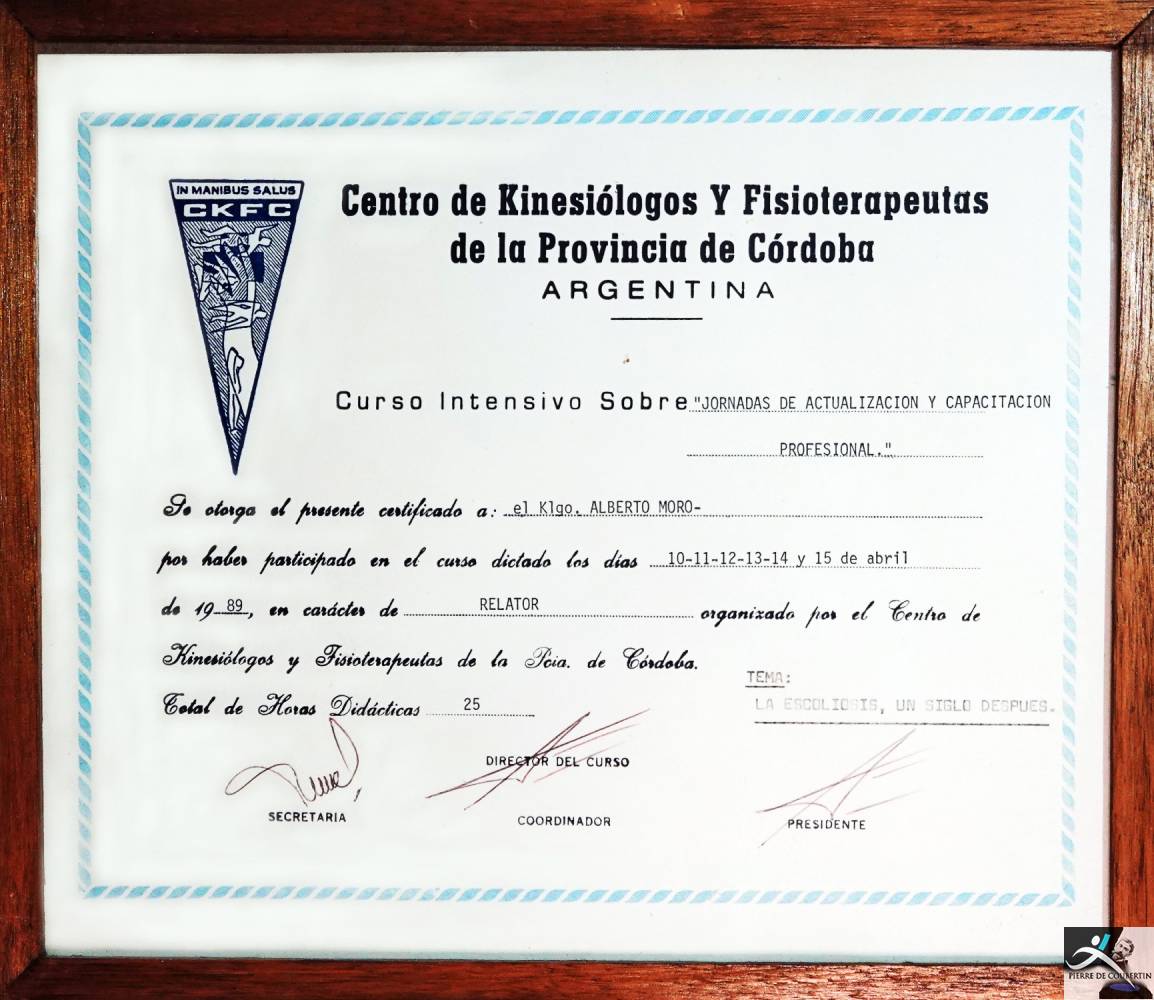 IN MANIBUS SALUS
CKFC
Centro de Kinesiólogos Y Fisioterapeutas
de la Provincia de Córdoba
ARGENTINA
Curso Intensivo Sobre "JORNADAS DE ACTUALIZACION Y CAPACITACION
PROFESIONAL."
Se otorga el presente certificado a: el Klgo. ALBERTO MORO-
por haber participado en el curso dictado los días 10-11-12-13-14 y 15 de abril
de 1989, en carácter de RELATOR organizado por el Centro de
Kinesiólogos y Fisioterapeutas de la Pcia. de Córdoba.
TEMA:
Total de Horas Didácticas 25
LA ESCOLIOSIS, UN SIGLO DESPUES.
DIRECTOR DEL CURSO
SECRETARIA
COORDINADOR
PRESIDENTE
PIERRE DE COUBERTIN